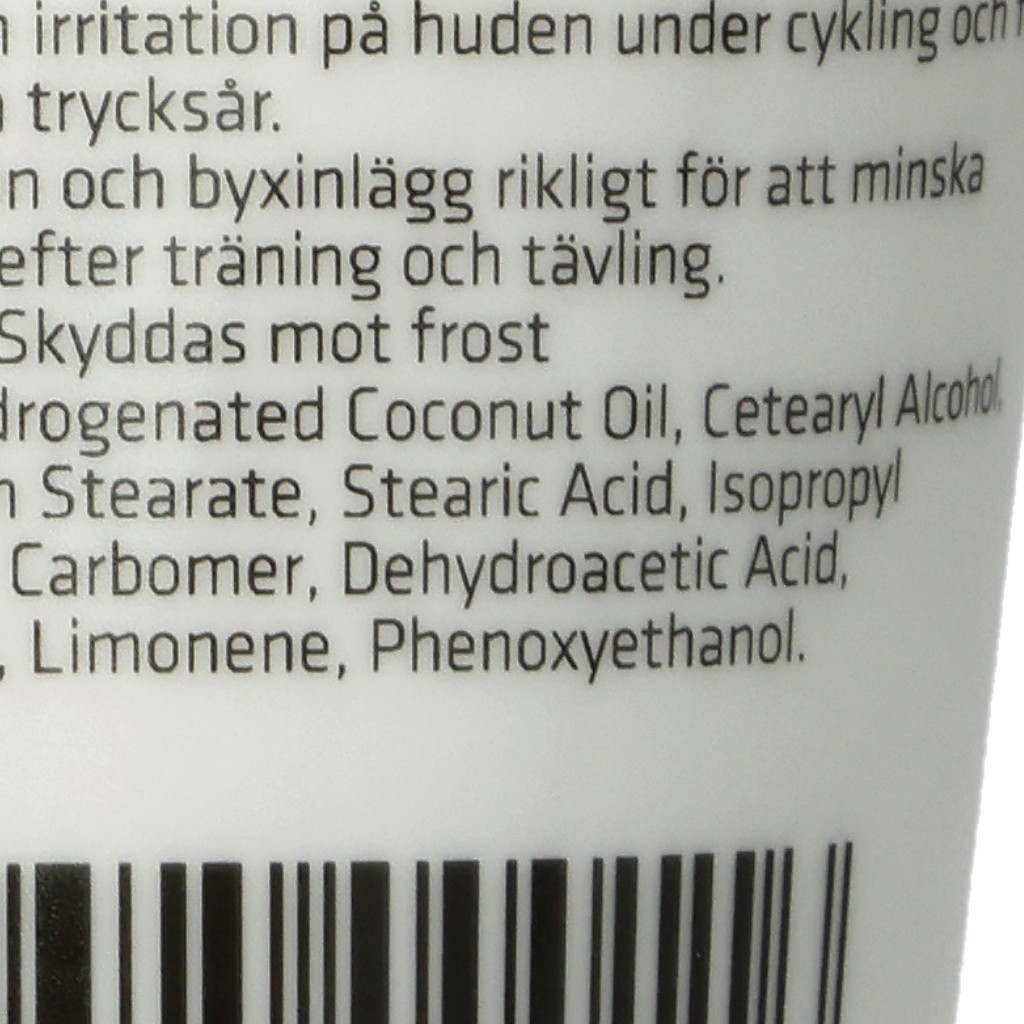 irritation på huden under cykling och
trycksår.
och byxinlägg rikligt för att minska
efter träning och tävling.
Skyddas mot frost
drogenated Coconut Oil, Cetearyl Alcohol,
Stearate, Stearic Acid, Isopropyl
Carbomer, Dehydroacetic Acid,
, Limonene, Phenoxyethanol.